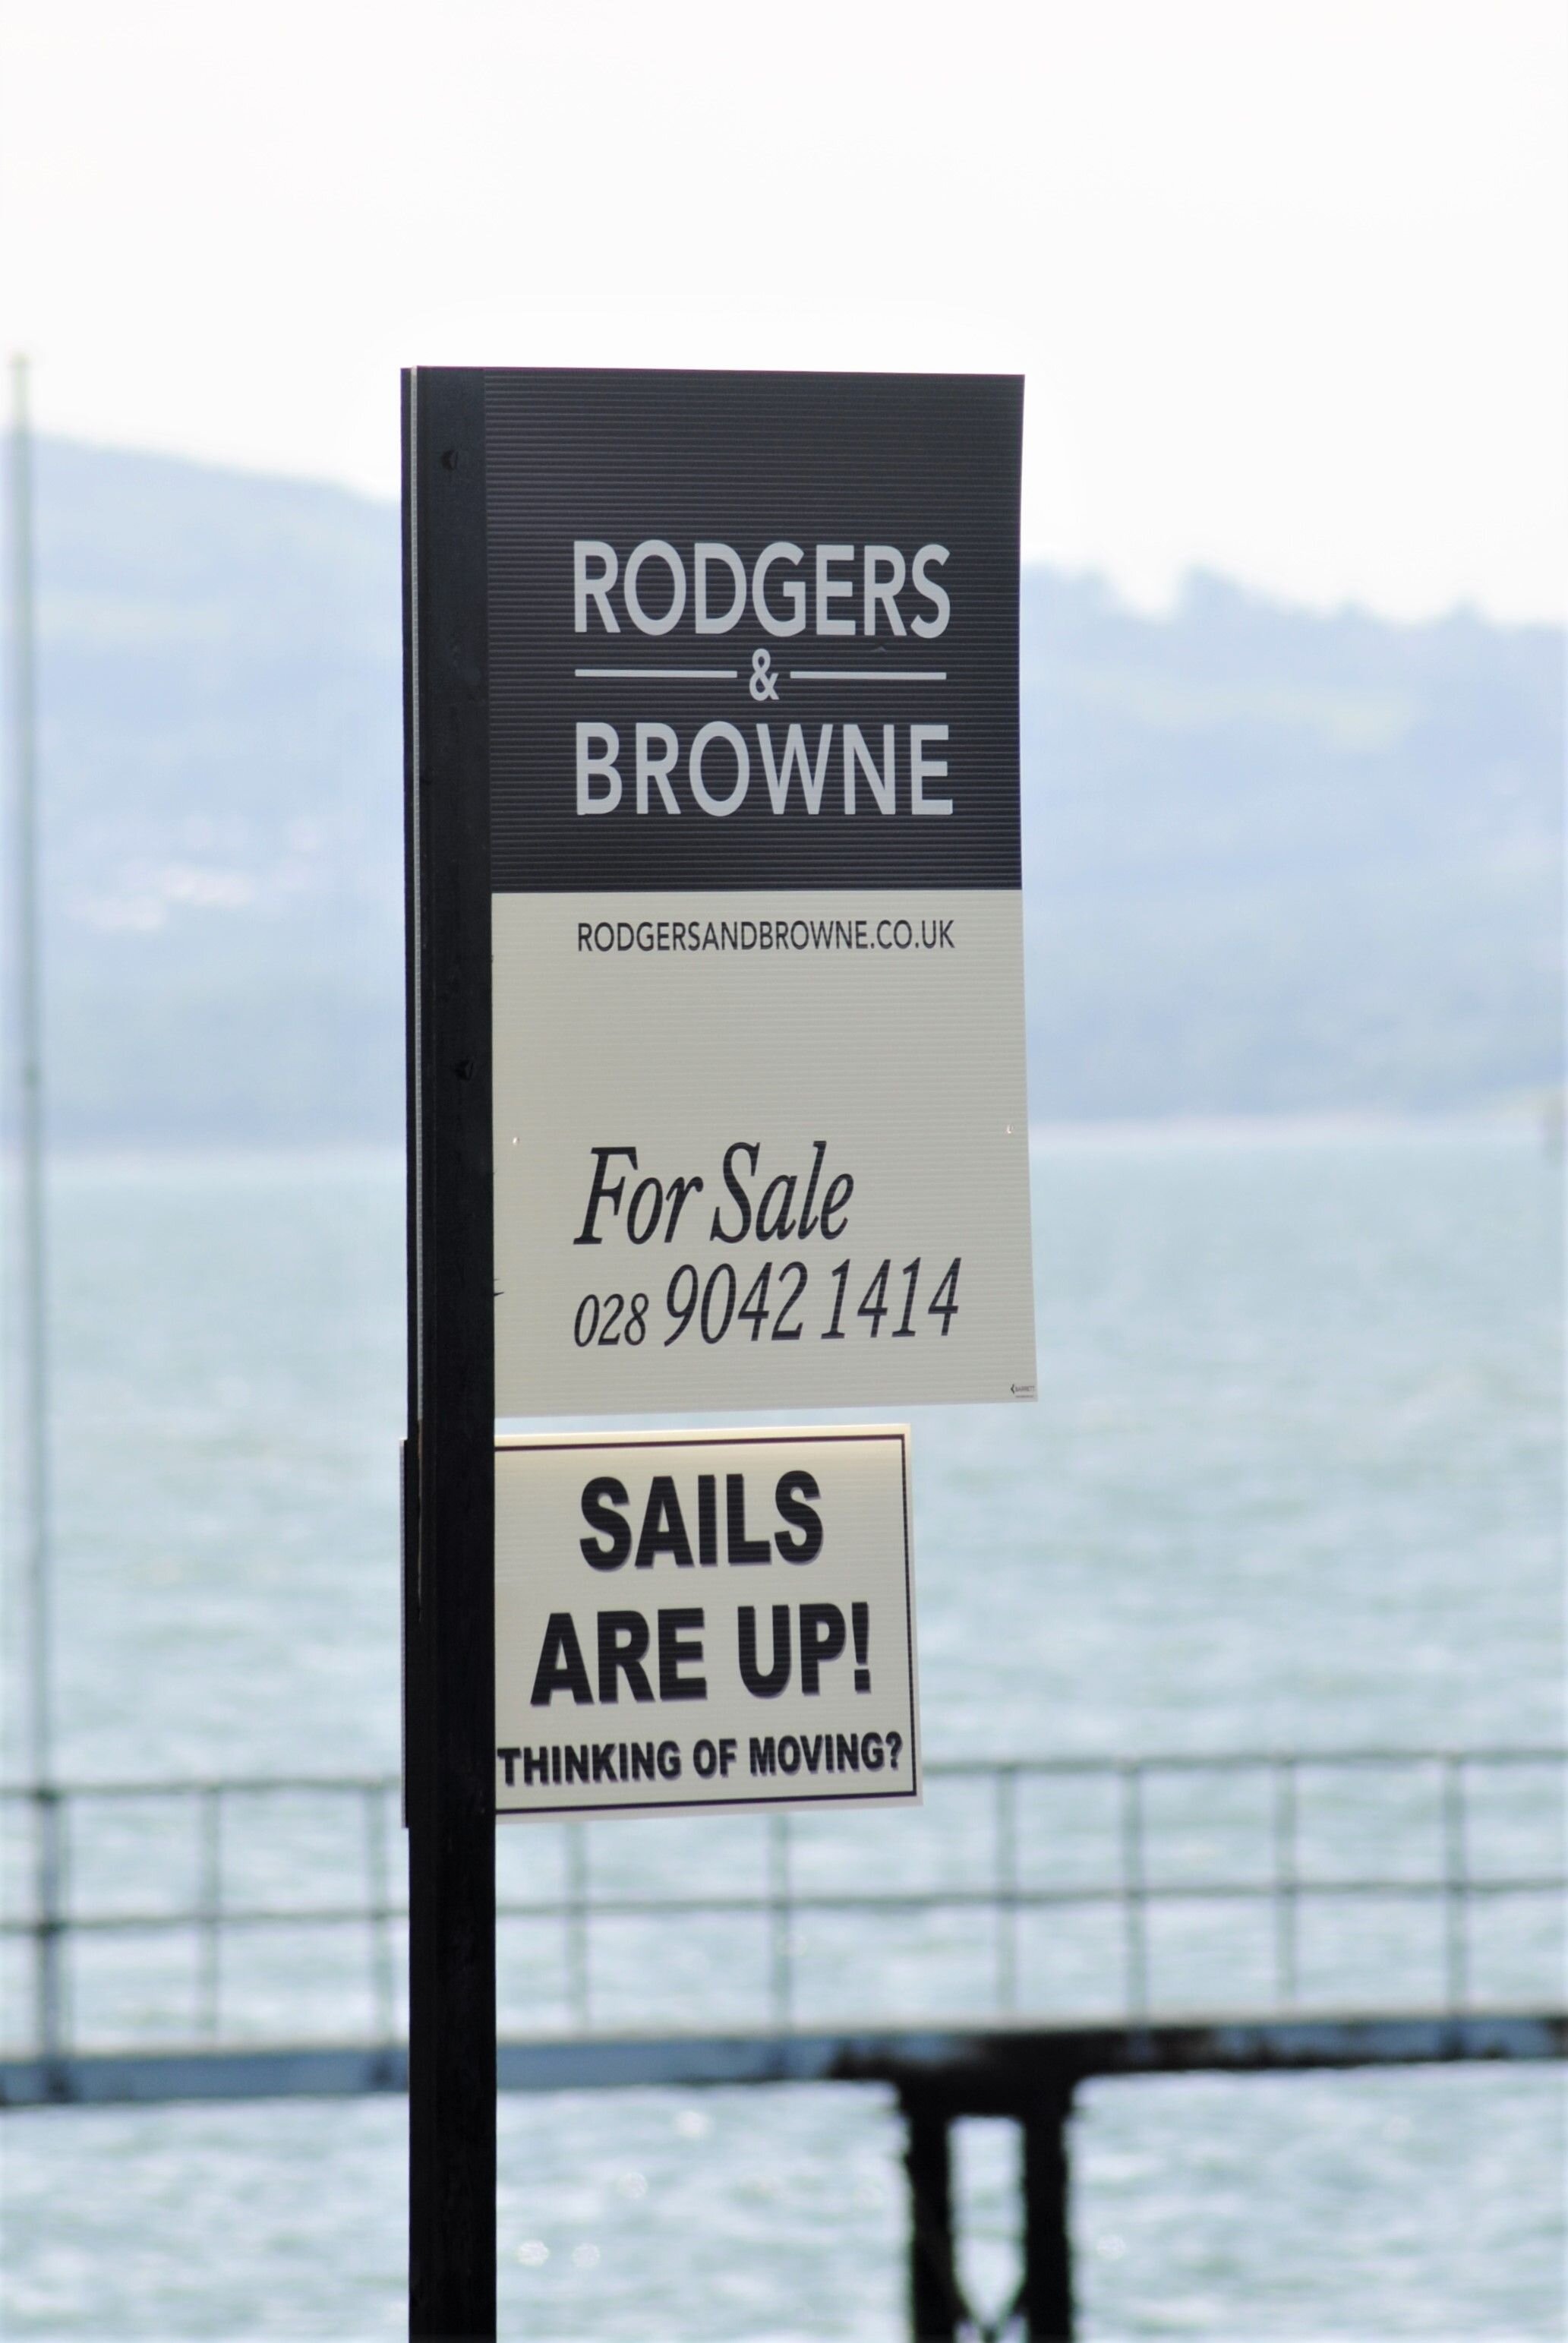 RODGERS
&
BROWNE
RODGERSANDBROWNE.CO.UK
For Sale
028 9042 1414
SAILS
ARE UP!
THINKING OF MOVING?